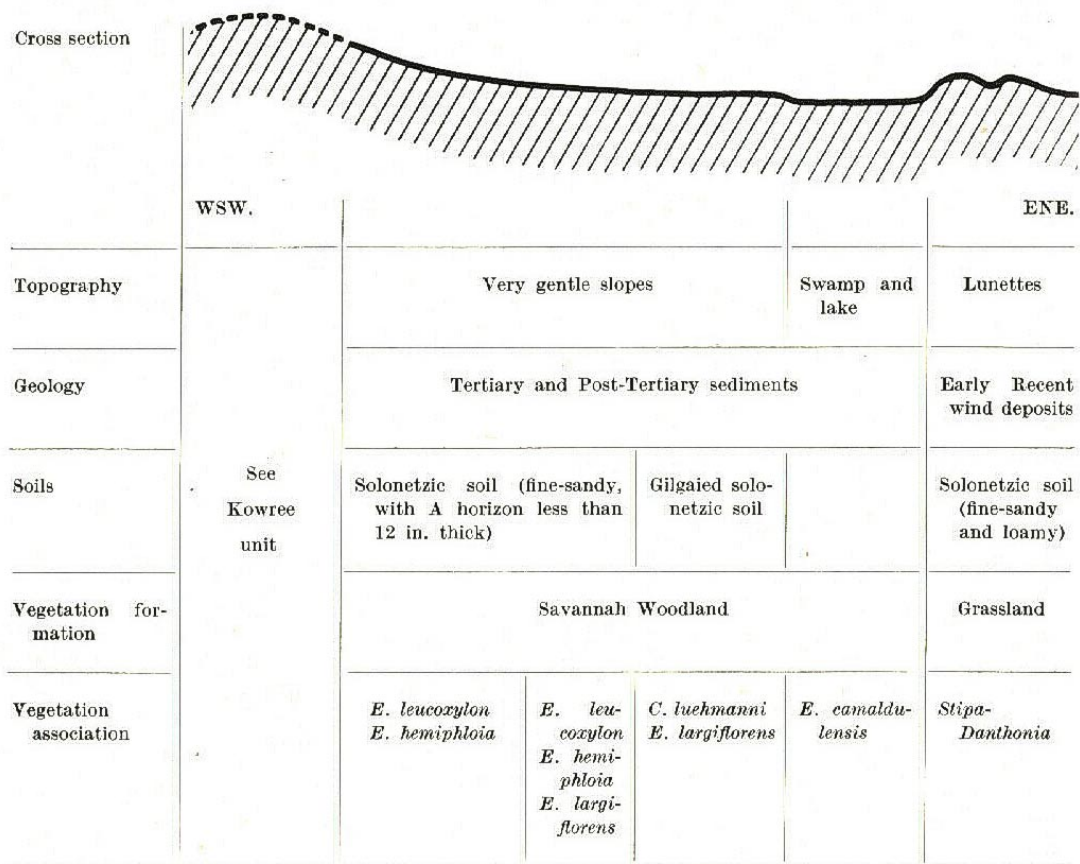 Cross section
WSW.
ENE.
Topography
Very gentle slopes
Swamp and
lake
Lunettes
Geology
Tertiary and Post-Tertiary sediments
Early Recent
wind deposits
Soils
See
Kowree
unit
Solonetzic soil (fine-sandy,
with A horizon less than
12 in. thick)
Gilgaied solo-
netzic soil
Solonetzic soil
(fine-sandy
and loamy)
Vegetation for-
mation
Savannah Woodland
Grassland
Vegetation
association
E. leucoxylon
E. hemiphloia
E. leu-
coxylon
E. hemi-
phloia
E. largi-
florens
C. luehmanni
E. largiflorens
E. camaldu-
lensis
Stipa-
Danthonia